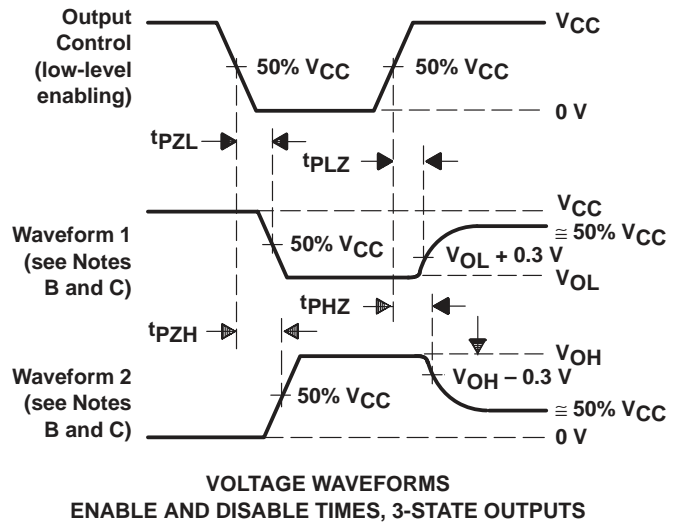 Output
Control
(low-level
enabling)
VCC
50% VCC
50% VCC
0 V
tPZL
tPLZ
VCC
Waveform 1
(see Notes
B and C)
50% VCC
≅ 50% VCC
VOL + 0.3 V
VOL
tPHZ
tPZH
Waveform 2
(see Notes
B and C)
50% VCC
VOH
VOH – 0.3 V
≅ 50% VCC
0 V
VOLTAGE WAVEFORMS
ENABLE AND DISABLE TIMES, 3-STATE OUTPUTS